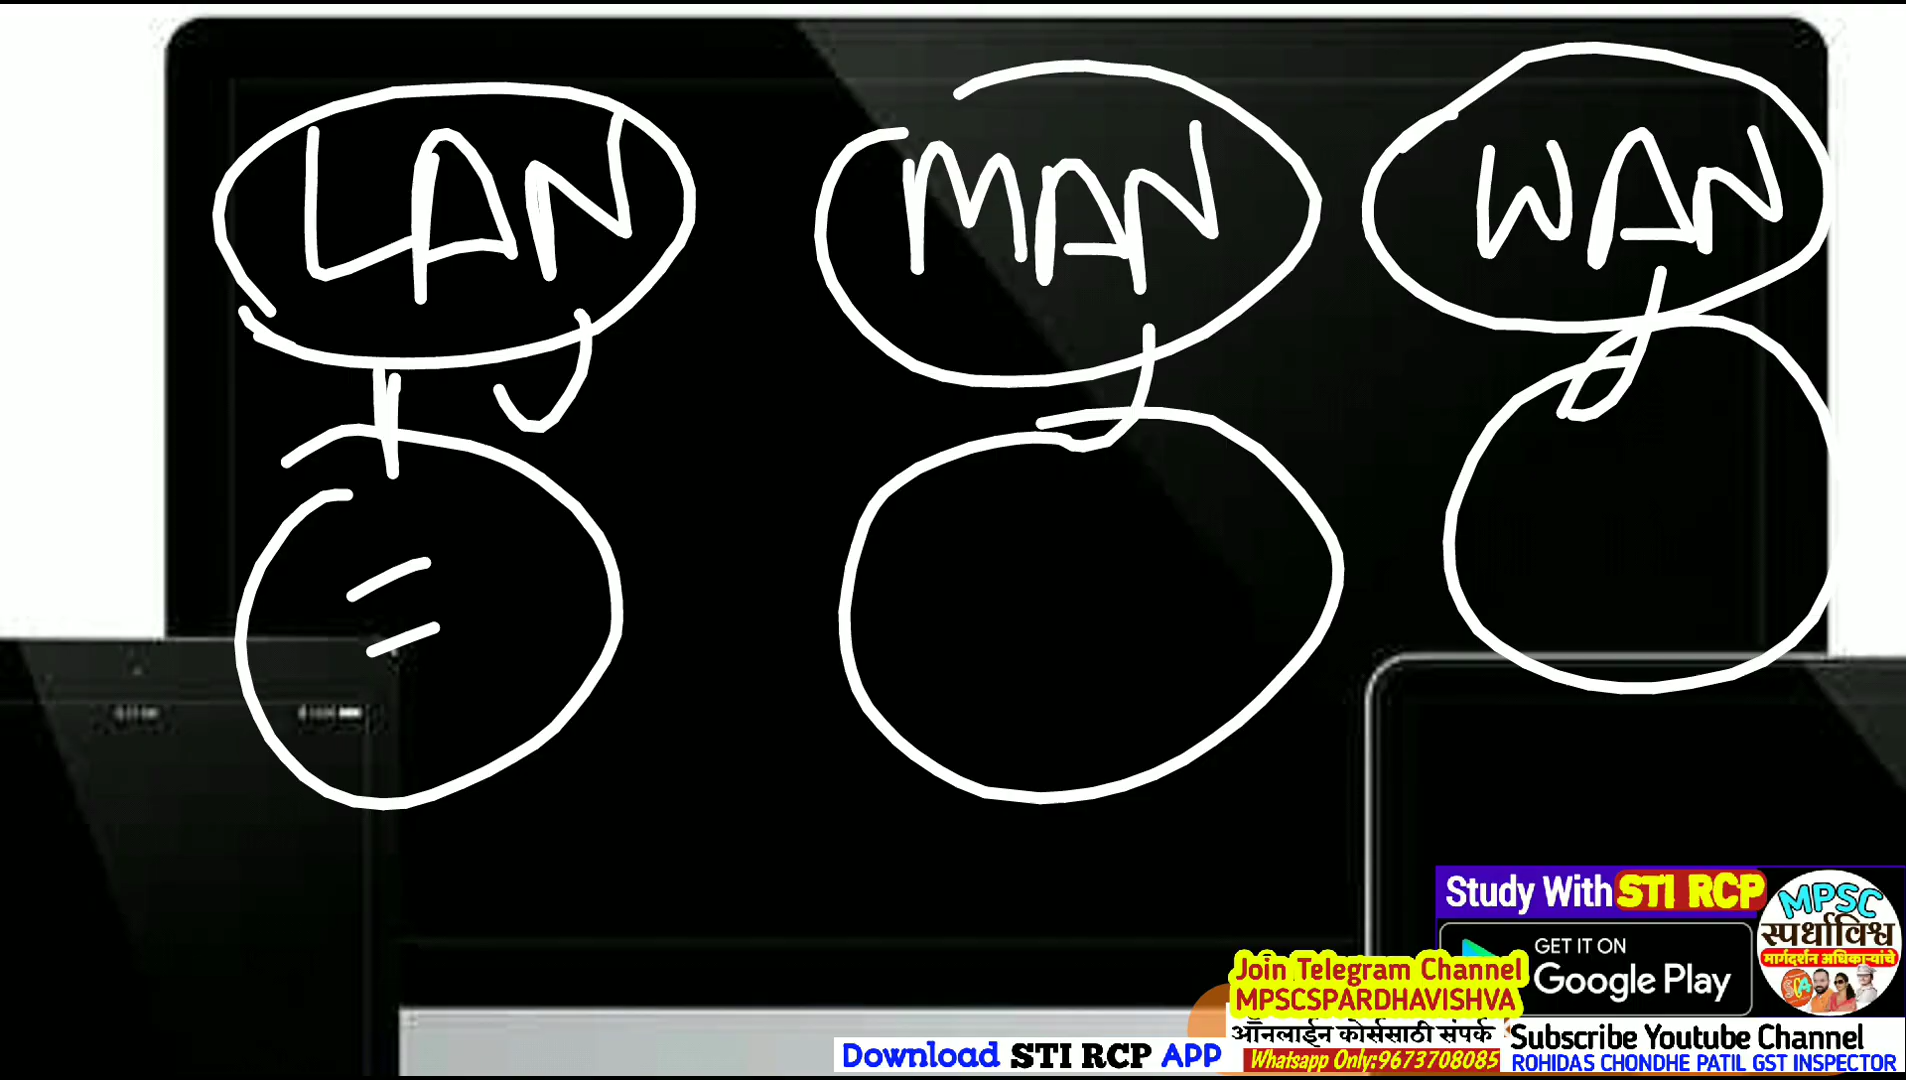 LAN MAN WAN
Study With STI RCP
MPSC
स्पर्धाविश्व
मार्गदर्शन अधिकाऱ्यांचे
GET IT ON
Google Play
Join Telegram Channel
MPSCSPARDHAVISHVA
ऑनलाईन कोर्ससाठी संपर्क
Whatsapp Only:9673708085
Download STI RCP APP
Subscribe Youtube Channel
ROHIDAS CHONDHE PATIL GST INSPECTOR